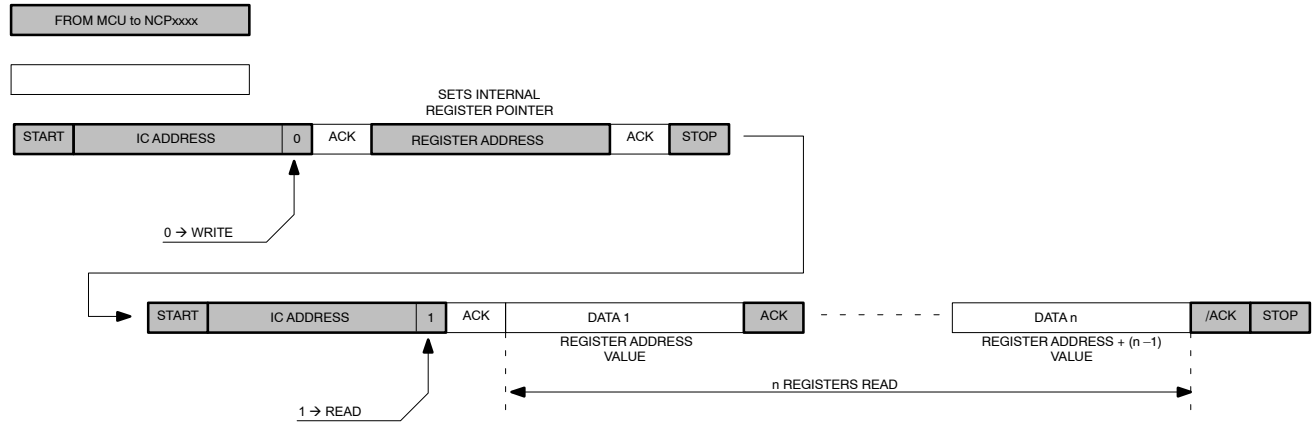 FROM MCU to NCPxxxx
SETS INTERNAL
REGISTER POINTER
START IC ADDRESS 0 ACK REGISTER ADDRESS ACK STOP
0 → WRITE
START IC ADDRESS 1 ACK DATA 1 ACK DATA n /ACK STOP
REGISTER ADDRESS
VALUE
REGISTER ADDRESS + (n –1)
VALUE
n REGISTERS READ
1 → READ